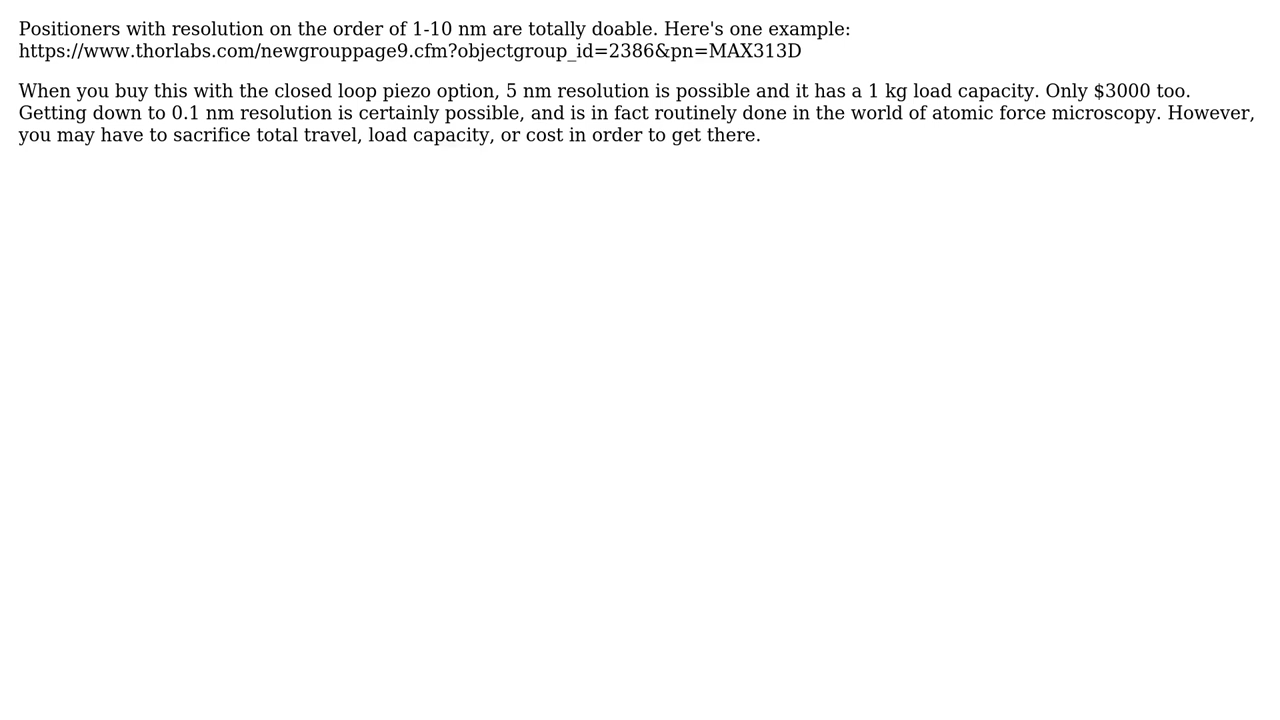 Positioners with resolution on the order of 1-10 nm are totally doable. Here's one example:
https://www.thorlabs.com/newgrouppage9.cfm?objectgroup_id=2386&pn=MAX313D
When you buy this with the closed loop piezo option, 5 nm resolution is possible and it has a 1 kg load capacity. Only $3000 too.
Getting down to 0.1 nm resolution is certainly possible, and is in fact routinely done in the world of atomic force microscopy. However,
you may have to sacrifice total travel, load capacity, or cost in order to get there.